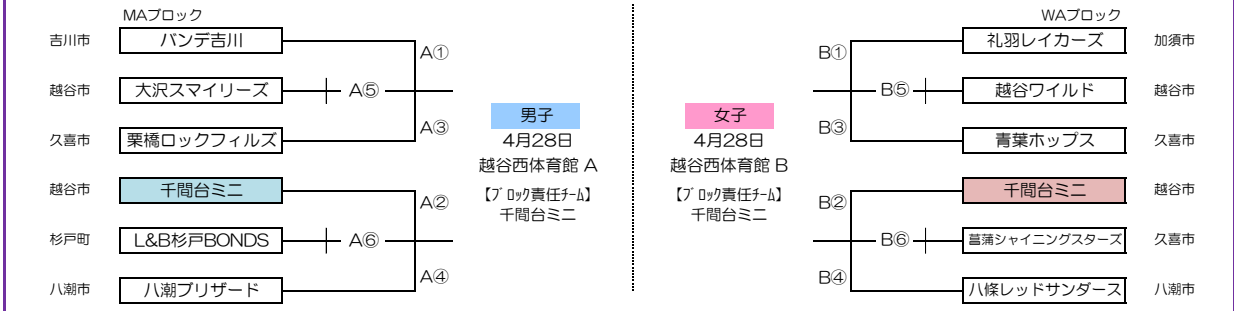 MAブロック
吉川市 バンデ吉川 A①
越谷市 大沢スマイリーズ A⑤
久喜市 栗橋ロックフィルズ A③
越谷市 千間台ミニ A②
杉戸町 L&B杉戸BONDS A⑥
八潮市 八潮ブリザード A④
男子
4月28日
越谷西体育館 A
【ブロック責任チーム】
千間台ミニ
女子
4月28日
越谷西体育館 B
【ブロック責任チーム】
千間台ミニ
WAブロック
B① 礼羽レイカーズ 加須市
B⑤ 越谷ワイルド 越谷市
B③ 青葉ホップス 久喜市
B② 千間台ミニ 越谷市
B⑥ 菖蒲シャイニングスターズ 久喜市
B④ 八條レッドサンダース 八潮市